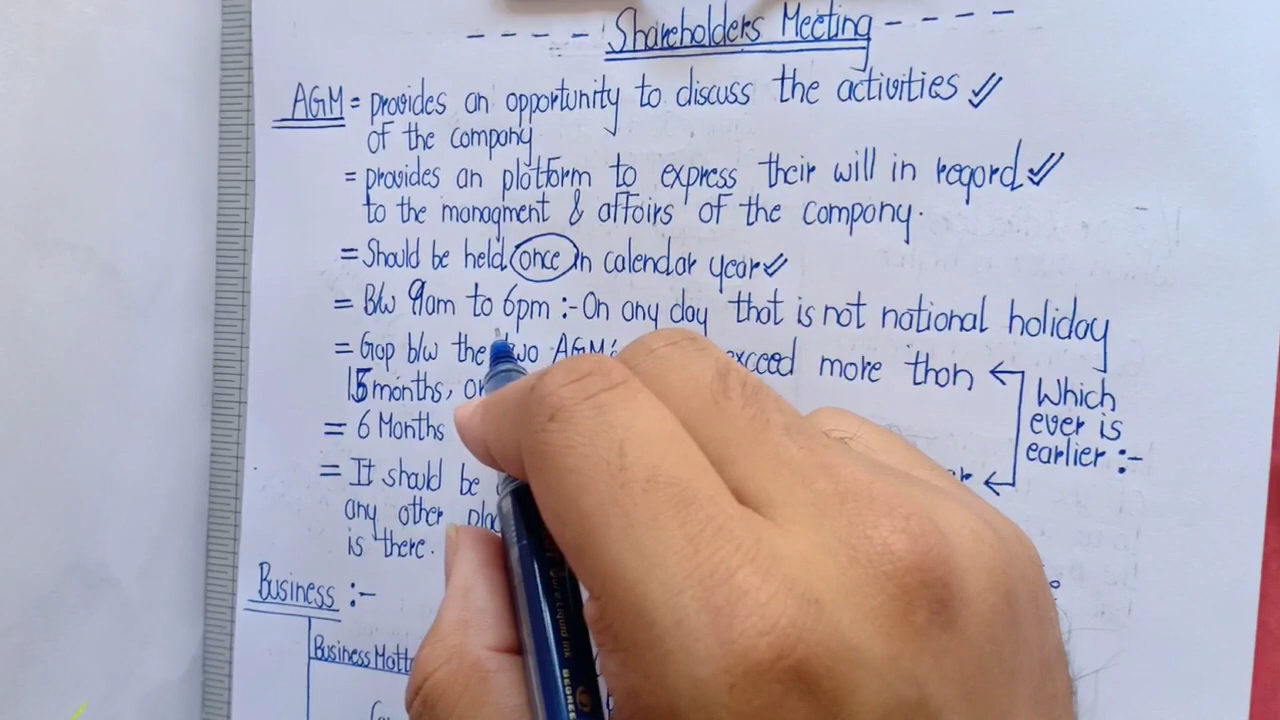 ---- Shareholders Meeting ----
AGM = provides an opportunity to discuss the activities
of the company
= provides an platform to express their will in regard
to the managment & affairs of the company.
= Should be held once in calendar year
= B/w 9am to 6pm :- On any day that is not national holiday
= Gap b/w the two AGM's exceed more than
15 months, or
= 6 Months
Which
ever is
earlier :-
= It should be
any other
is there.
Business :-
Business